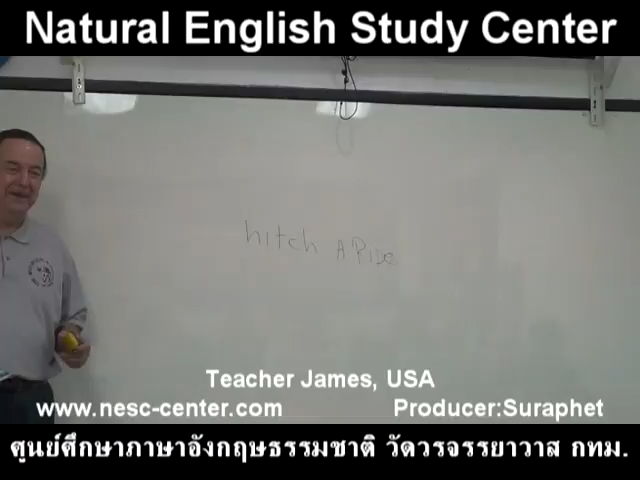 Natural English Study Center
hitch A Ride
Teacher James, USA
www.nesc-center.com Producer:Suraphet
ศูนย์ศึกษาภาษาอังกฤษธรรมชาติ วัดวรจรรยาวาส กทม.